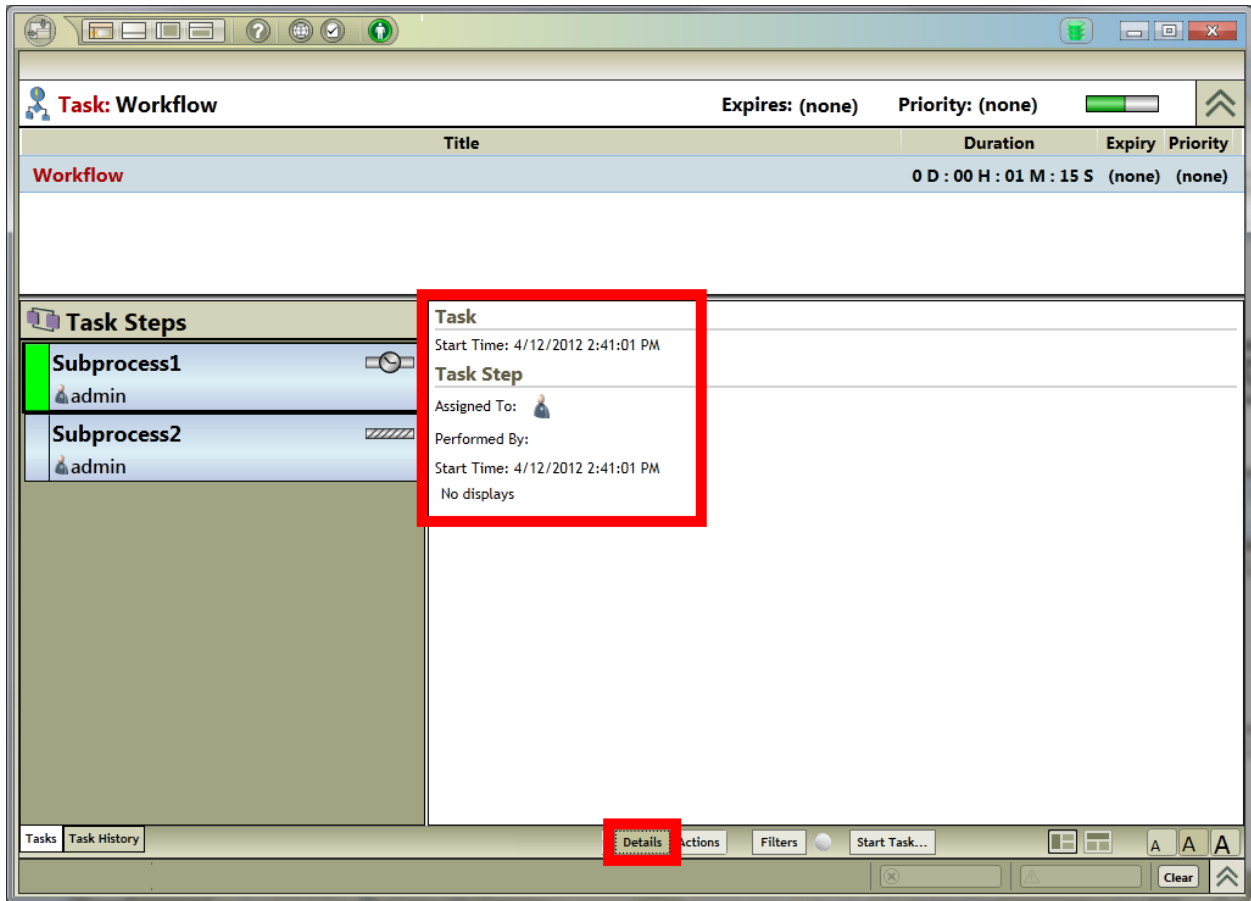 Task: Workflow Expires: (none) Priority: (none)
Title Duration Expiry Priority
Workflow 0 D : 00 H : 01 M : 15 S (none) (none)
Task Steps
Subprocess1
admin
Subprocess2
admin
Task
Start Time: 4/12/2012 2:41:01 PM
Task Step
Assigned To:
Performed By:
Start Time: 4/12/2012 2:41:01 PM
No displays
Tasks Task History Details Actions Filters Start Task... A A A
Clear